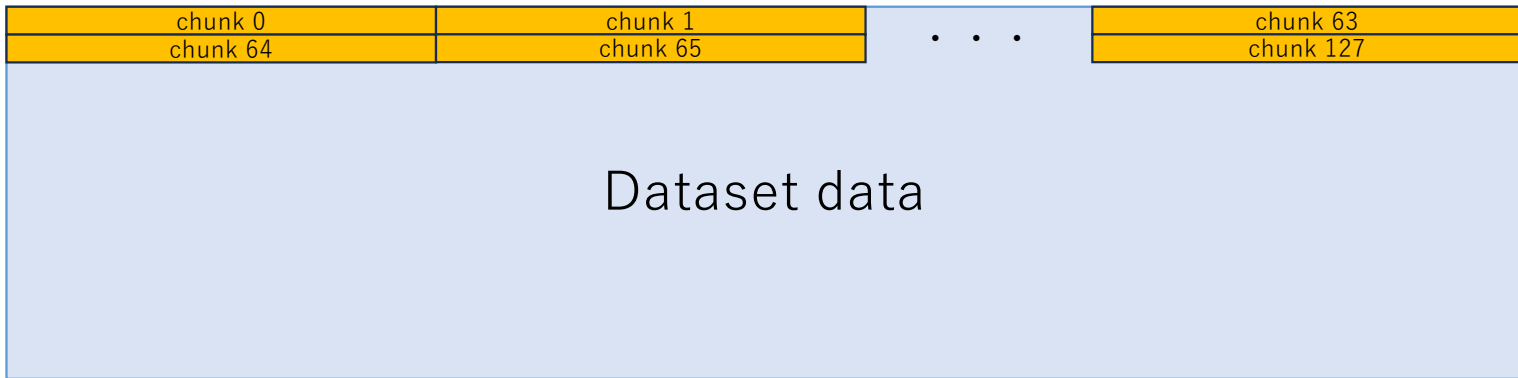 chunk 0 chunk 1 ・・・ chunk 63
chunk 64 chunk 65 chunk 127
Dataset data